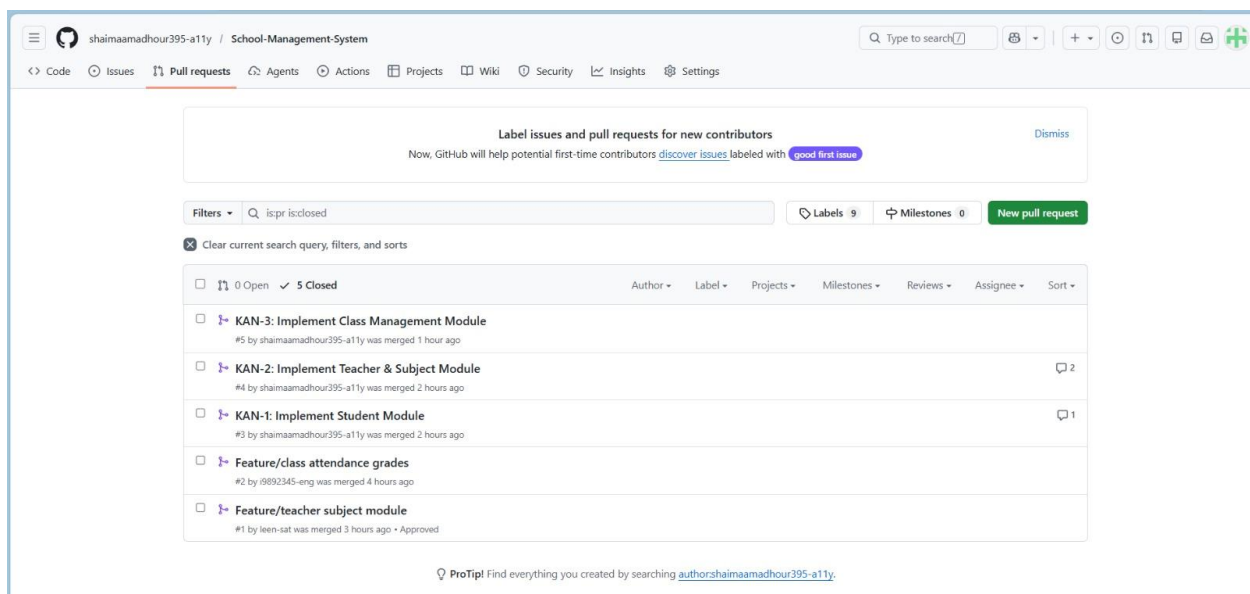 shaimaamadhour395-a11y / School-Management-System
Type to search /
Code Issues Pull requests Agents Actions Projects Wiki Security Insights Settings
Label issues and pull requests for new contributors
Dismiss
Now, GitHub will help potential first-time contributors discover issues labeled with good first issue
Filters is:pr is:closed Labels 9 Milestones 0 New pull request
Clear current search query, filters, and sorts
0 Open 5 Closed Author Label Projects Milestones Reviews Assignee Sort
KAN-3: Implement Class Management Module
#5 by shaimaamadhour395-a11y was merged 1 hour ago
KAN-2: Implement Teacher & Subject Module 2
#4 by shaimaamadhour395-a11y was merged 2 hours ago
KAN-1: Implement Student Module 1
#3 by shaimaamadhour395-a11y was merged 2 hours ago
Feature/class attendance grades
#2 by i9892345-eng was merged 4 hours ago
Feature/teacher subject module
#1 by leen-sat was merged 3 hours ago • Approved
ProTip! Find everything you created by searching author:shaimaamadhour395-a11y.